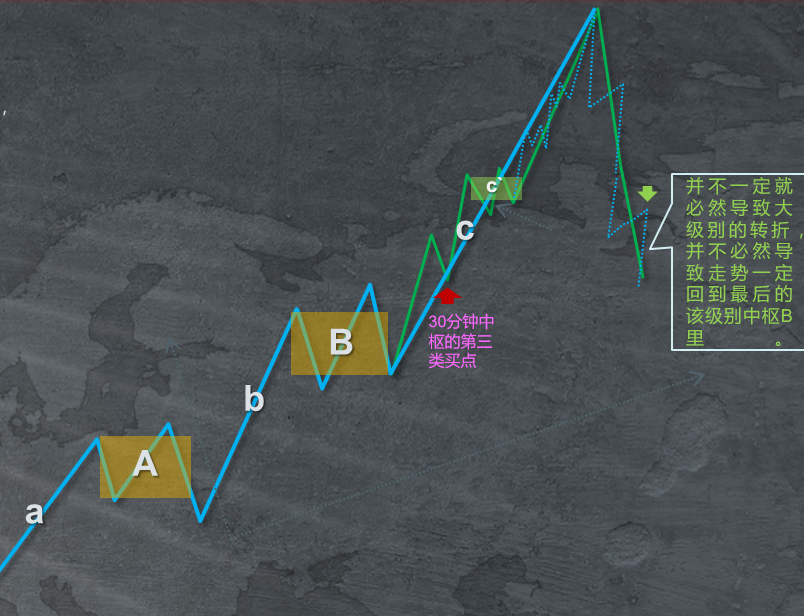 c`
并不一定就
必然导致大
级别的转折，
并不必然导
致走势一定
回到最后的
该级别中枢B
里。
c
30分钟中
枢的第三
类买点
B
b
A
a